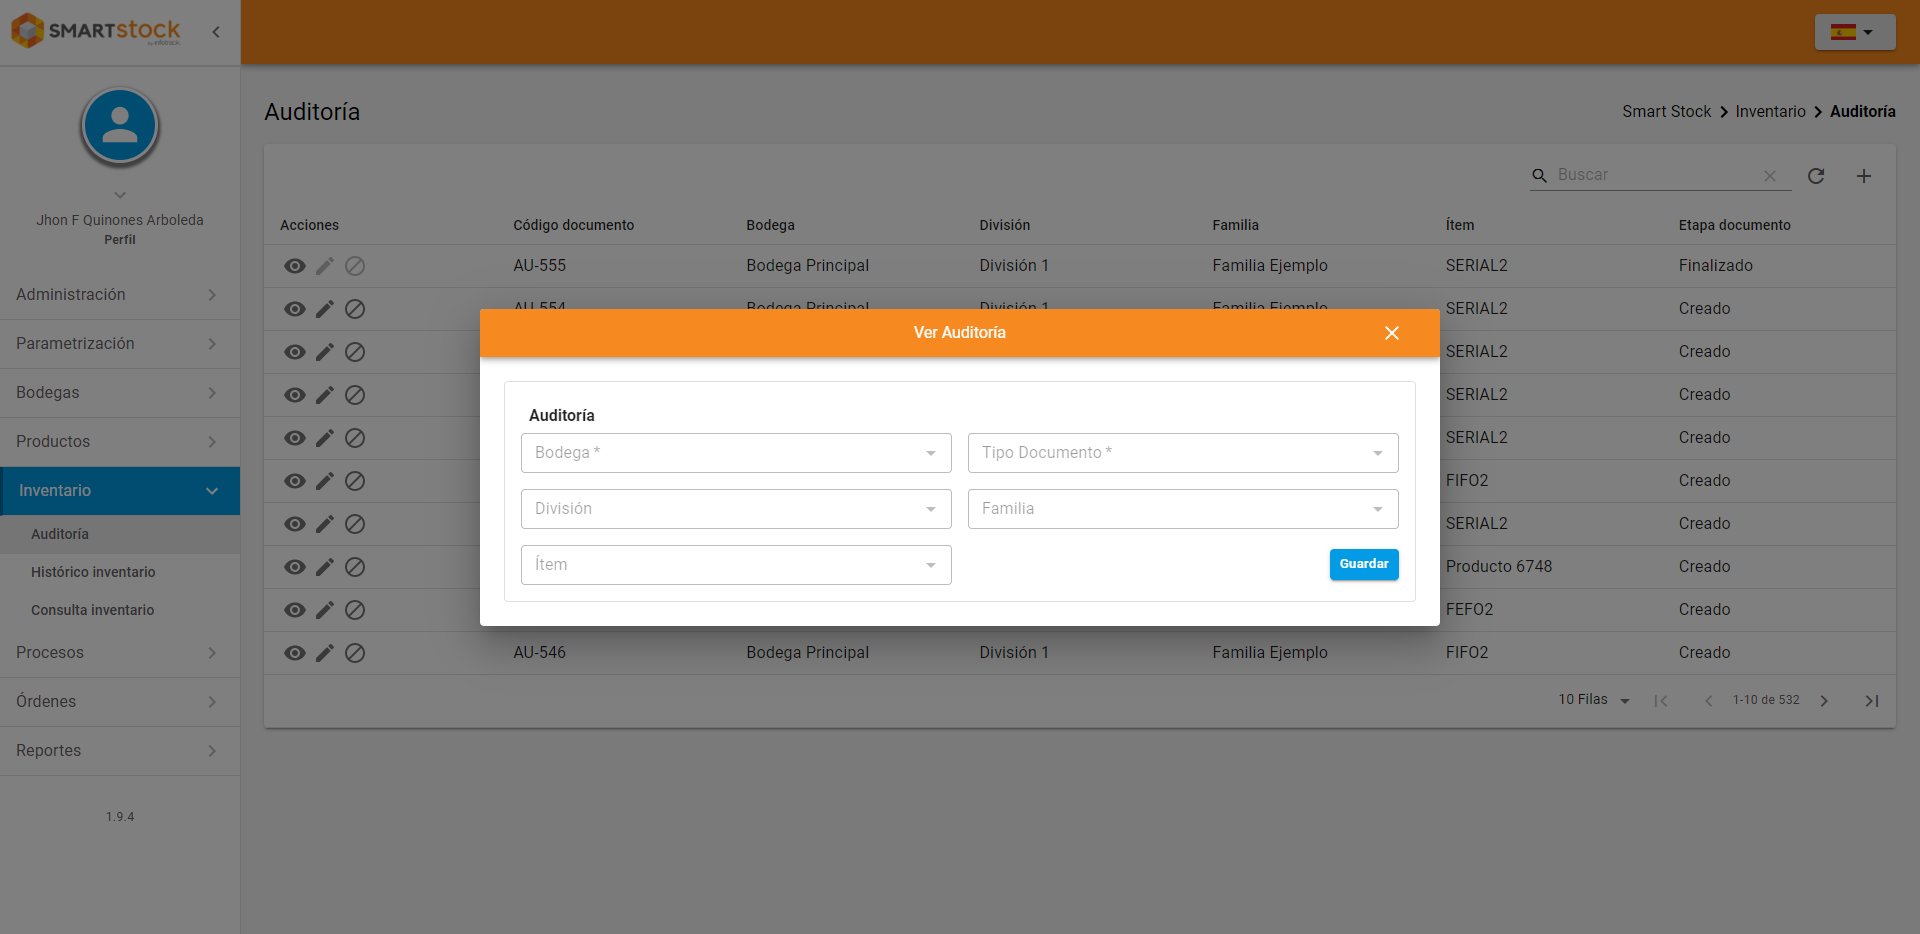 SMARTstock
by infotrack
Jhon F Quinones Arboleda
Perfil
Administración
Parametrización
Bodegas
Productos
Inventario
Auditoría
Histórico inventario
Consulta inventario
Procesos
Órdenes
Reportes
1.9.4
Auditoría
Smart Stock Inventario Auditoría
Buscar
Acciones Código documento Bodega División Familia Ítem Etapa documento
AU-555 Bodega Principal División 1 Familia Ejemplo SERIAL2 Finalizado
AU-554 Bodega Principal División 1 Familia Ejemplo SERIAL2 Creado
SERIAL2 Creado
SERIAL2 Creado
SERIAL2 Creado
FIFO2 Creado
SERIAL2 Creado
Producto 6748 Creado
FEFO2 Creado
AU-546 Bodega Principal División 1 Familia Ejemplo FIFO2 Creado
10 Filas 1-10 de 532
Ver Auditoría
Auditoría
Bodega * Tipo Documento *
División Familia
Ítem Guardar